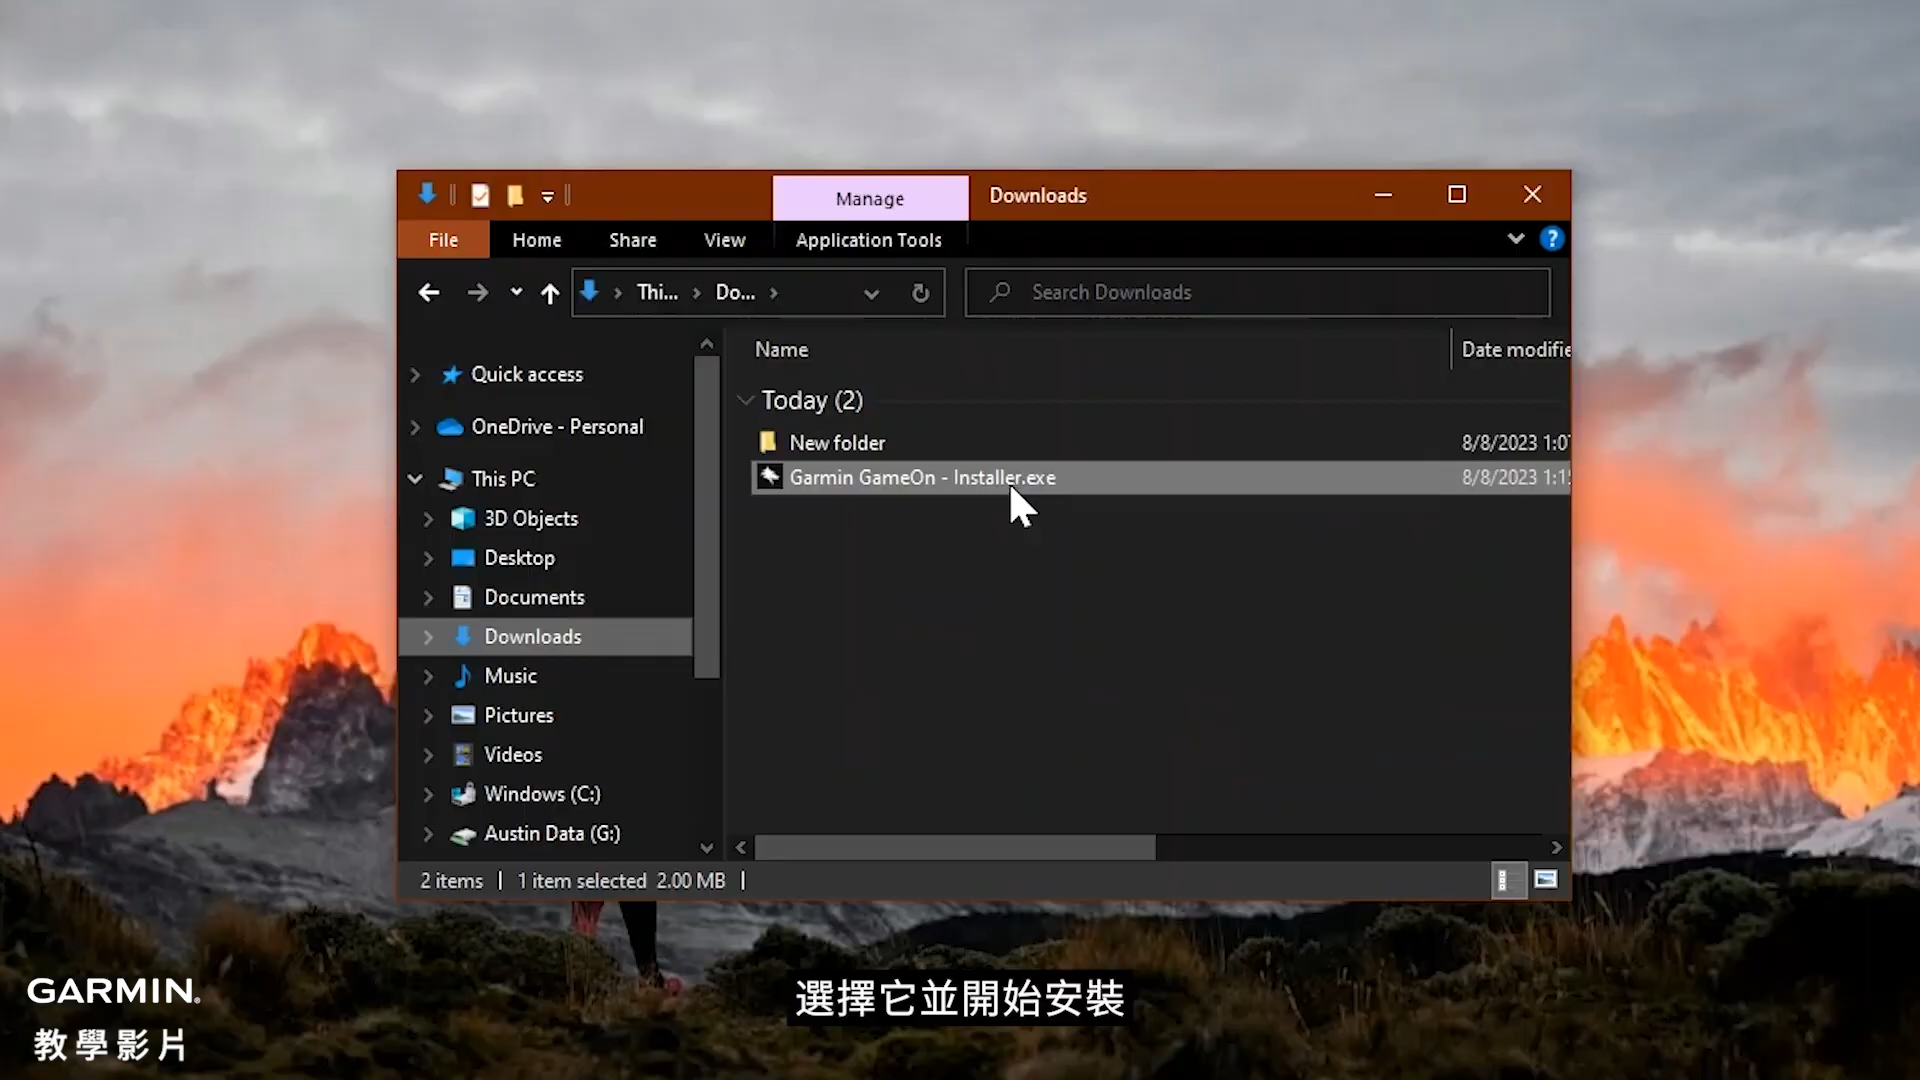 Manage
Downloads
File
Home
Share
View
Application Tools
Thi...
Do...
Search Downloads
Name
Date modifie
Quick access
OneDrive - Personal
This PC
3D Objects
Desktop
Documents
Downloads
Music
Pictures
Videos
Windows (C:)
Austin Data (G:)
Today (2)
New folder
8/8/2023 1:0
Garmin GameOn - Installer.exe
8/8/2023 1:1
2 items
1 item selected 2.00 MB
選擇它並開始安裝
GARMIN.
教學影片